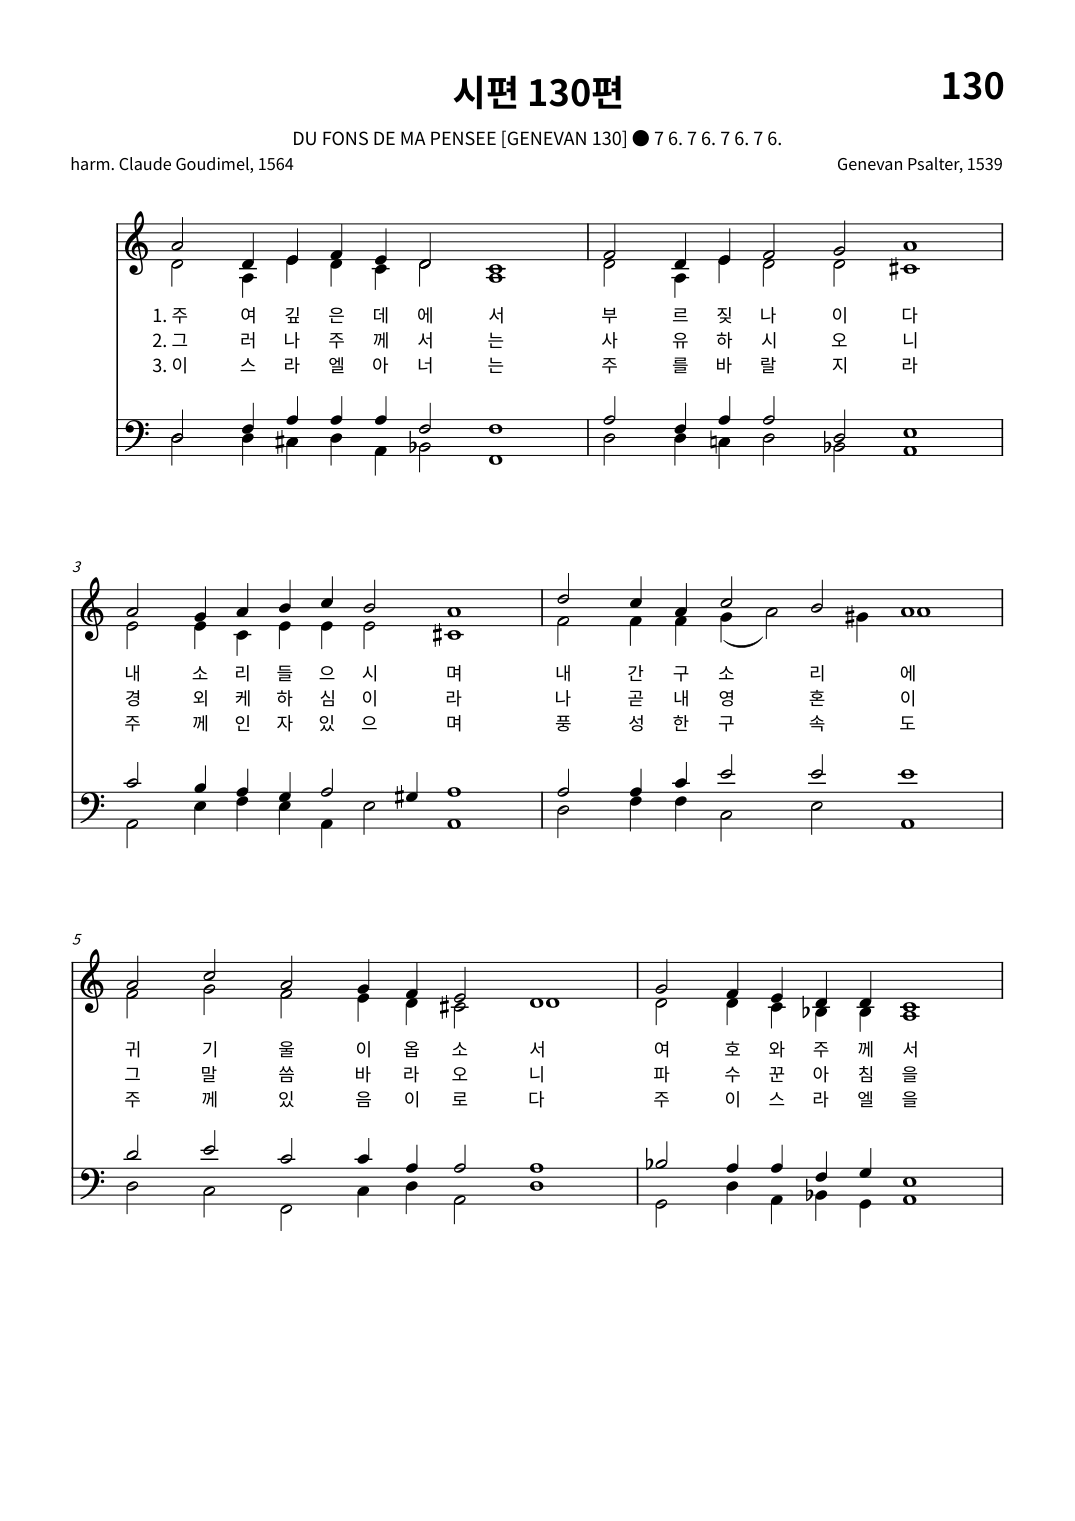 시편 130편
130
DU FONS DE MA PENSEE [GENEVAN 130] ● 7 6. 7 6. 7 6. 7 6.
harm. Claude Goudimel, 1564
Genevan Psalter, 1539
1. 주 여 깊 은 데 에 서 부 르 짖 나 이 다
2. 그 러 나 주 께 서 는 사 유 하 시 오 니
3. 이 스 라 엘 아 너 는 주 를 바 랄 지 라
3
내 소 리 들 으 시 며 내 간 구 소 리 에
경 외 케 하 심 이 라 나 곧 내 영 혼 이
주 께 인 자 있 으 며 풍 성 한 구 속 도
5
귀 기 울 이 옵 소 서 여 호 와 주 께 서
그 말 씀 바 라 오 니 파 수 꾼 아 침 을
주 께 있 음 이 로 다 주 이 스 라 엘 을